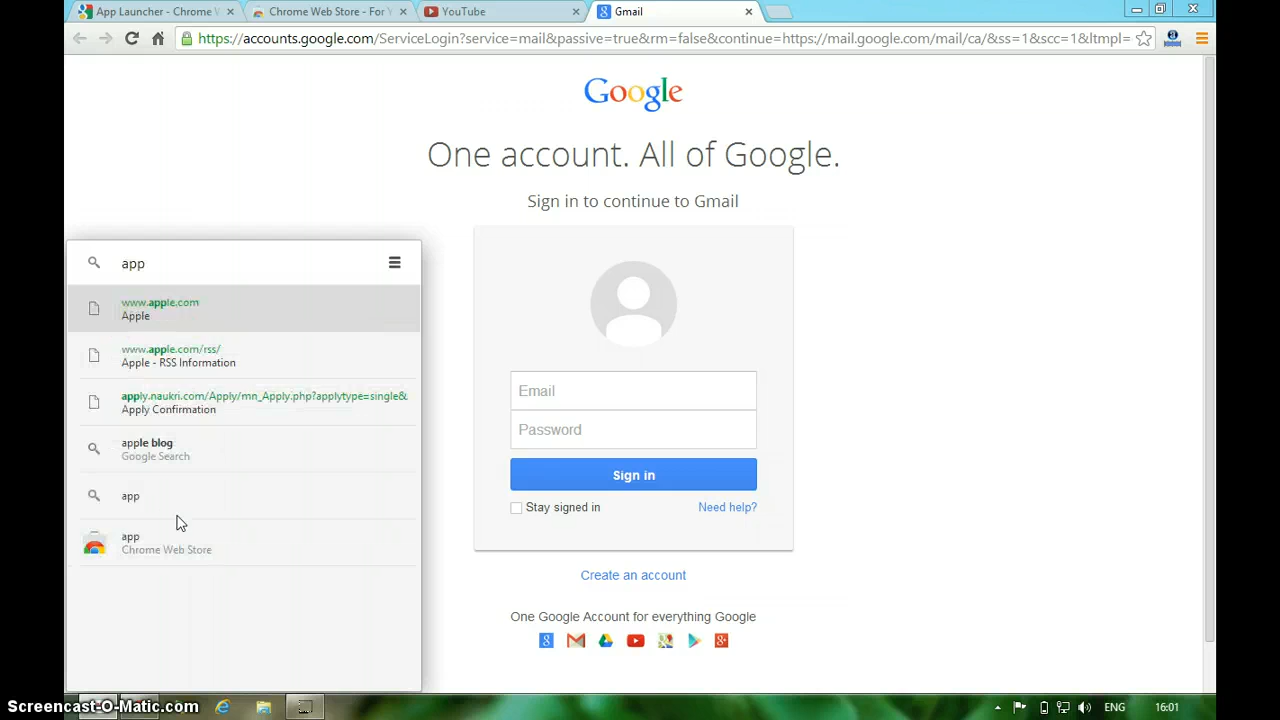 App Launcher - Chrome W
Chrome Web Store - For Y
YouTube
Gmail
https://accounts.google.com/ServiceLogin?service=mail&passive=true&rm=false&continue=https://mail.google.com/mail/ca/&ss=1&scc=1&ltmpl=
Google
One account. All of Google.
Sign in to continue to Gmail
app
www.apple.com
Apple
www.apple.com/rss/
Apple - RSS Information
apply.naukri.com/Apply/mn_Apply.php?applytype=single&
Apply Confirmation
apple blog
Google Search
app
app
Chrome Web Store
Email
Password
Sign in
Stay signed in
Need help?
Create an account
One Google Account for everything Google
Screencast-O-Matic.com
ENG
16:01